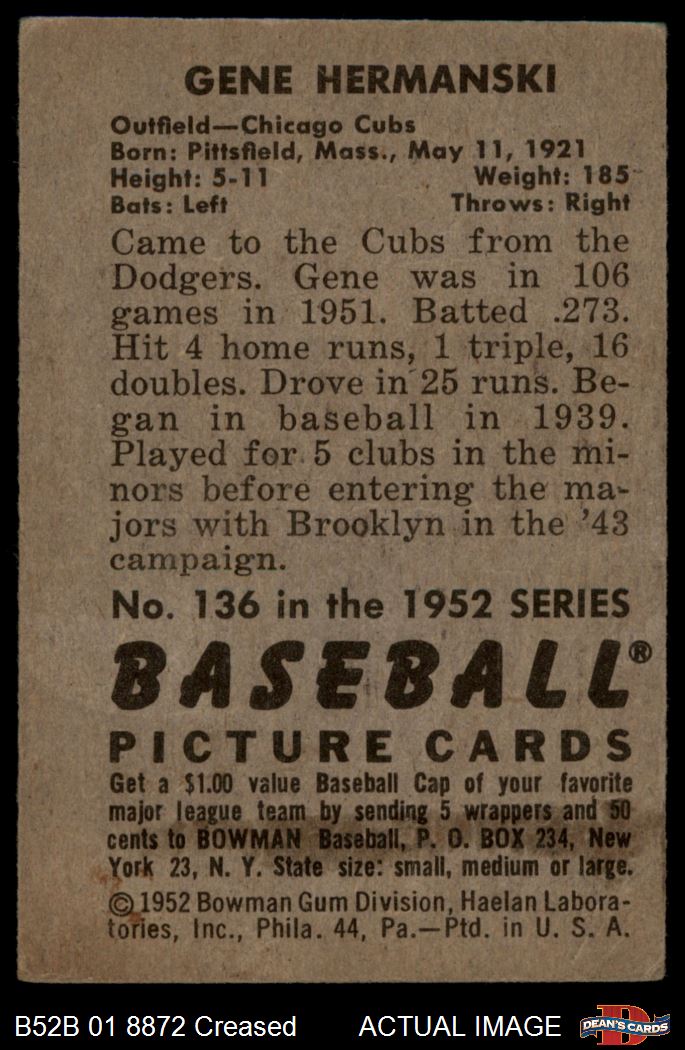 GENE HERMANSKI
Outfield—Chicago Cubs
Born: Pittsfield, Mass., May 11, 1921
Height: 5-11 Weight: 185
Bats: Left Throws: Right
Came to the Cubs from the
Dodgers. Gene was in 106
games in 1951. Batted .273.
Hit 4 home runs, 1 triple, 16
doubles. Drove in 25 runs. Be-
gan in baseball in 1939.
Played for 5 clubs in the mi-
nors before entering the ma-
jors with Brooklyn in the '43
campaign.
No. 136 in the 1952 SERIES
BASEBALL®
PICTURE CARDS
Get a $1.00 value Baseball Cap of your favorite
major league team by sending 5 wrappers and 50
cents to BOWMAN Baseball, P. O. BOX 234, New
York 23, N. Y. State size: small, medium or large.
©1952 Bowman Gum Division, Haelan Labora-
tories, Inc., Phila. 44, Pa.—Ptd. in U. S. A.
B52B 01 8872 Creased ACTUAL IMAGE D DEAN'S CARDS